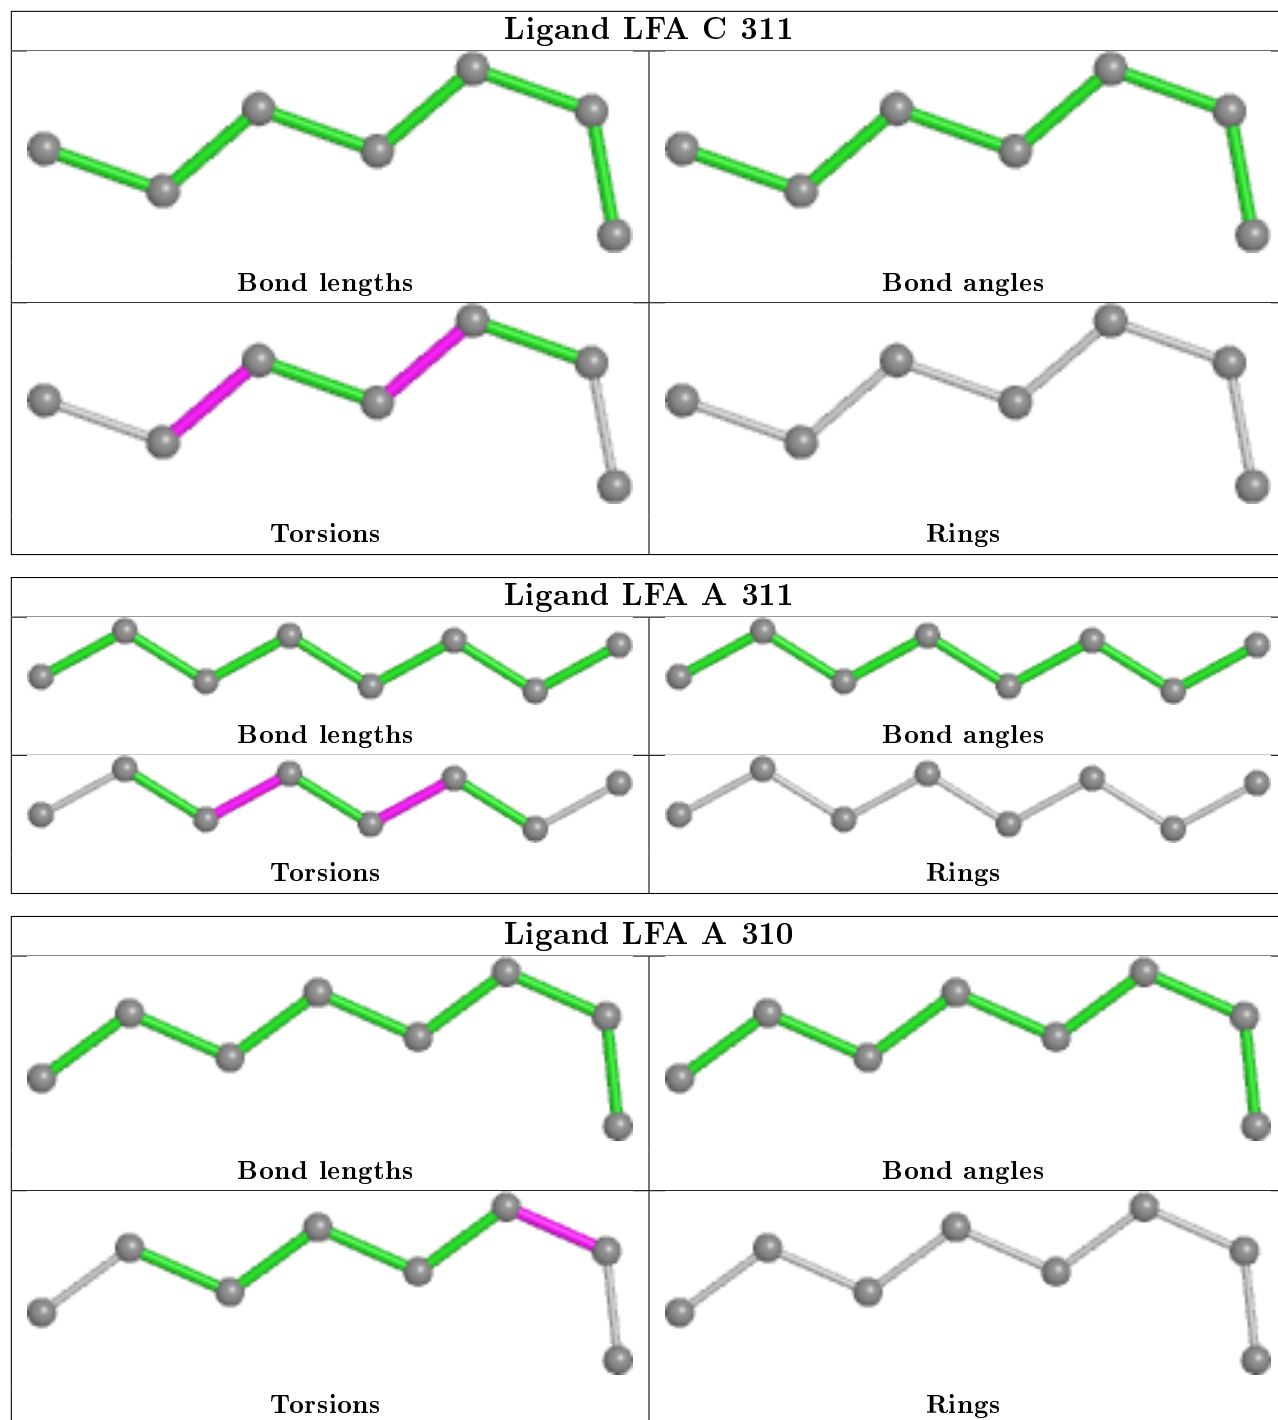 Ligand LFA C 311
Bond lengths
Bond angles
Torsions
Rings
Ligand LFA A 311
Bond lengths
Bond angles
Torsions
Rings
Ligand LFA A 310
Bond lengths
Bond angles
Torsions
Rings